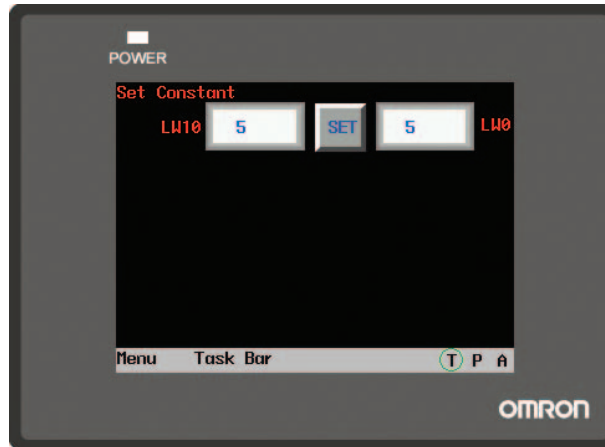 POWER
Set Constant
LW10 5 SET 5 LW0
Menu Task Bar T P A
OMRON